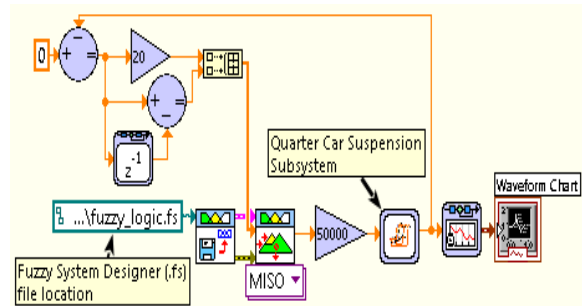 0
20
z-1
Quarter Car Suspension
Subsystem
Waveform Chart
...\fuzzy_logic.fs
50000
Fuzzy System Designer (.fs)
file location
MISO